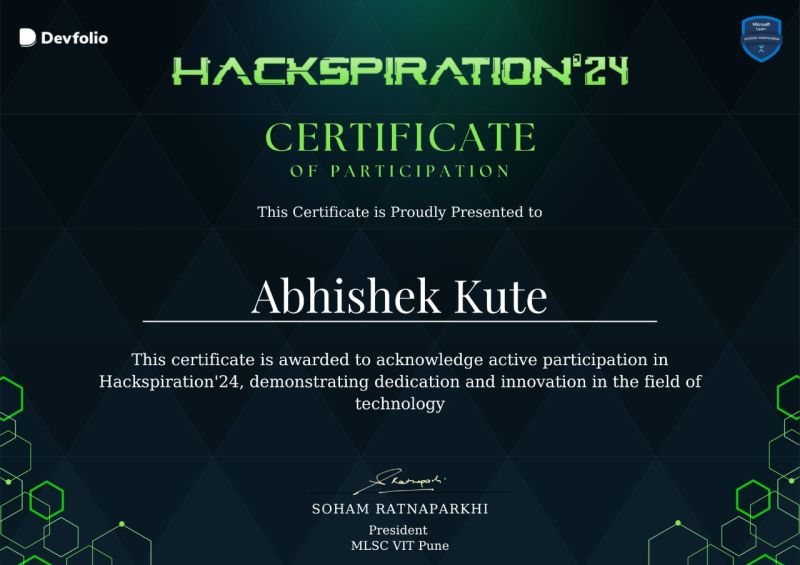 Devfolio
Microsoft
Learn
STUDENT AMBASSADOR
HACKSPIRATION'24
CERTIFICATE
OF PARTICIPATION
This Certificate is Proudly Presented to
Abhishek Kute
This certificate is awarded to acknowledge active participation in
Hackspiration'24, demonstrating dedication and innovation in the field of
technology
SOHAM RATNAPARKHI
President
MLSC VIT Pune